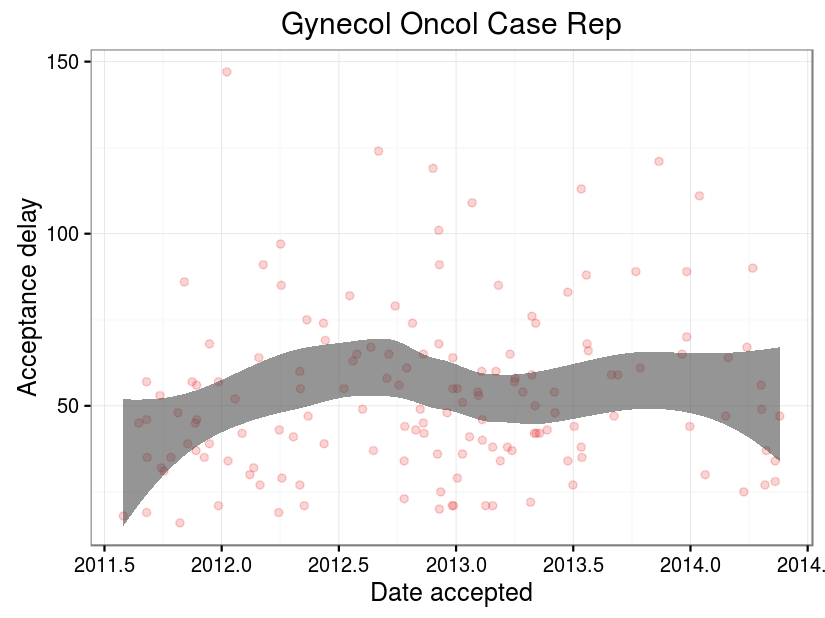 Gynecol Oncol Case Rep
150
100
50
Acceptance delay
2011.5 2012.0 2012.5 2013.0 2013.5 2014.0 2014.
Date accepted